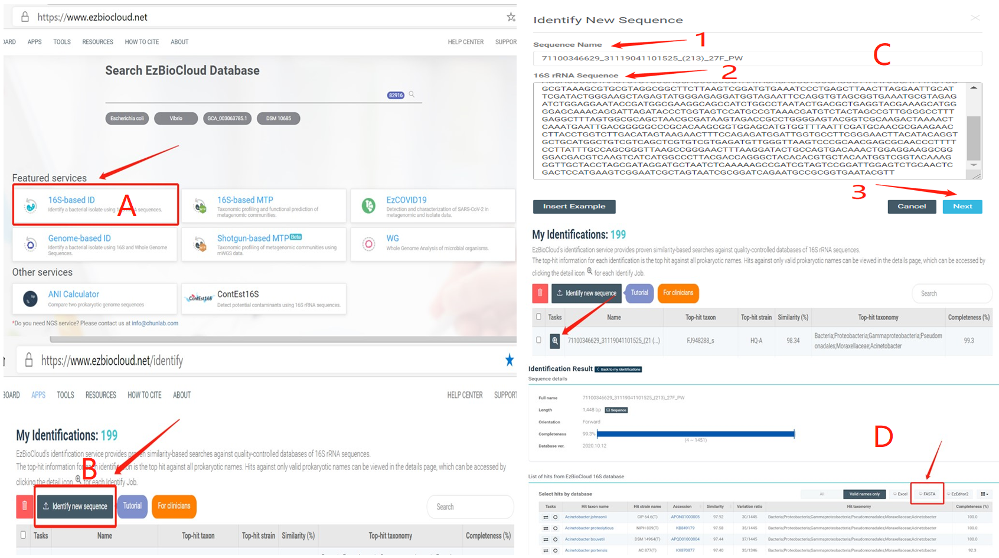 https://www.ezbiocloud.net
OARD APPS TOOLS RESOURCES HOW TO CITE ABOUT HELP CENTER SUPPOR
Search EzBioCloud Database
82916
Escherichia coli Vibrio GCA_003063785.1 DSM 10685
Featured services
16S-based ID
Identify a bacterial isolate using 16S rRNA sequences.
A
16S-based MTP
Taxonomic profiling and functional prediction of
metagenomic communities.
EzCOVID19
Detection and characterization of SARS-CoV-2 in
metagenomic and isolate data.
Genome-based ID
Identify a bacterial isolate using 16S and Whole Genome
Sequences.
Shotgun-based MTP Beta
Taxonomic profiling of metagenomic communities using
mWGS data.
WG
Whole Genome Analysis of microbial organisms.
Other services
ANI Calculator
Compare two prokaryotic genome sequences
ContEst16S
ContEst16S
Detect potential contaminants using 16S rRNA sequences.
*Do you need NGS service? Please contact us at info@chunlab.com
https://www.ezbiocloud.net/identify
BOARD APPS TOOLS RESOURCES HOW TO CITE ABOUT HELP CENTER SUPPORT
My Identifications: 199
EzBioCloud's identification service provides proven similarity-based searches against quality-controlled databases of 16S rRNA sequences.
The top-hit information for each identification is the top hit against all prokaryotic names. Hits against only valid prokaryotic names can be viewed in the details page, which can be accessed by
clicking the detail icon for each Identify Job.
B
Identify new sequence Tutorial For clinicians Search
Tasks Name Top-hit taxon Top-hit strain Similarity (%) Top-hit taxonomy Completeness (%)
Identify New Sequence
Sequence Name 1
71100346629_31119041101525_(213)_27F_PW
C
16S rRNA Sequence 2
GCGTAAAGCGTGCGTAGGCGGCTTCTTAAGTCGGATGTGAAATCCCTGAGCTTAACTTAGGAATTGCAT
TCGATACTGGGAAGCTAGAGTATGGGAGAGGATGGTAGAATTCCAGGTGTAGCGGTGAAATGCGTAGAG
ATCTGGAGGAATACCGATGGCGAAGGCAGCCATCTGGCCTAATACTGACGCTGAGGTACGAAAGCATGG
GGAGCAAACAGGATTAGATACCCTGGTAGTCCATGCCGTAAACGATGTCTACTAGCCGTTGGGGCCTTT
GAGGCTTTAGTGGCGCAGCTAACGCGATAAGTAGACCGCCTGGGGAGTACGGTCGCAAGACTAAAACT
CAAATGAATTGACGGGGGCCCGCACAAGCGGTGGAGCATGTGGTTTAATTCGATGCAACGCGAAGAAC
CTTACCTGGTCTTGACATAGTAAGAACTTTCCAGAGATGGATTGGTGCCTTCGGGAACTTACATACAGGT
GCTGCATGGCTGTCGTCAGCTCGTGTCGTGAGATGTTGGGTTAAGTCCCGCAACGAGCGCAACCCTTTT
CCTTATTTGCCAGCGGGTTAAGCCGGGAACTTTAAGGATACTGCCAGTGACAAACTGGAGGAAGGCGG
GGACGACGTCAAGTCATCATGGCCCTTACGACCAGGGCTACACACGTGCTACAATGGTCGGTACAAAG
GGTTGCTACCTAGCGATAGGATGCTAATCTCAAAAAGCCGATCGTAGTCCGGATTGGAGTCTGCAACTC
GACTCCATGAAGTCGGAATCGCTAGTAATCGCGGATCAGAATGCCGCGGTGAATACGTT
3
Insert Example Cancel Next
My Identifications: 199
EzBioCloud's identification service provides proven similarity-based searches against quality-controlled databases of 16S rRNA sequences.
The top-hit information for each identification is the top hit against all prokaryotic names. Hits against only valid prokaryotic names can be viewed in the details page, which can be accessed by
clicking the detail icon for each Identify Job.
Identify new sequence Tutorial For clinicians Search
Tasks Name Top-hit taxon Top-hit strain Similarity (%) Top-hit taxonomy Completeness (%)
71100346629_31119041101525_(21 (...) FJ948288_s HQ-A 98.34 Bacteria;Proteobacteria;Gammaproteobacteria;Pseudom
onadales;Moraxellaceae;Acinetobacter 99.3
Identification Result < Back to my identifications
Sequence details
Full name 71100346629_31119041101525_(213)_27F_PW
Length 1,448 bp Sequence
Orientation Forward
Completeness 99.3%
(4 ~ 1451)
Database ver. 2020.10.12
D
List of hits from EzBioCloud 16S database
Select hits by database All Valid names only Excel FASTA EzEditor2
Tasks Hit taxon name Hit strain name Accession Similarity Variation ratio Hit taxonomy Completeness (%)
Acinetobacter johnsonii CIP 64.6(T) APON01000005 97.92 30/1445 Bacteria;Proteobacteria;Gammaproteobacteria;Pseudomonadales;Moraxellaceae;Acinetobacter 100.0
Acinetobacter proteolyticus NIPH 809(T) KB849179 97.58 35/1445 Bacteria;Proteobacteria;Gammaproteobacteria;Pseudomonadales;Moraxellaceae;Acinetobacter 100.0
Acinetobacter bouvetii DSM 14964(T) APQD01000004 97.44 37/1445 Bacteria;Proteobacteria;Gammaproteobacteria;Pseudomonadales;Moraxellaceae;Acinetobacter 100.0
Acinetobacter portensis AC 877(T) KX870877 97.40 35/1346 Bacteria;Proteobacteria;Gammaproteobacteria;Pseudomonadales;Moraxellaceae;Acinetobacter 92.3